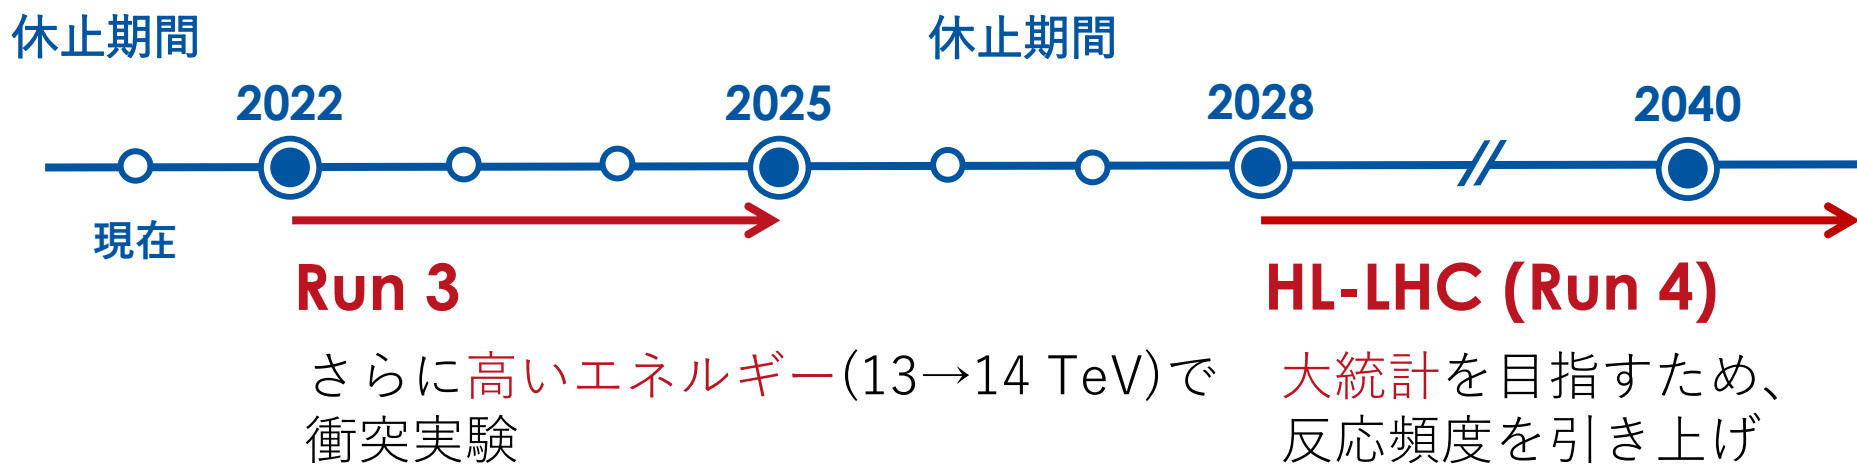 休止期間
休止期間
2022
2025
2028
2040
現在
Run 3
HL-LHC (Run 4)
さらに高いエネルギー(13→14 TeV)で
衝突実験
大統計を目指すため、
反応頻度を引き上げ